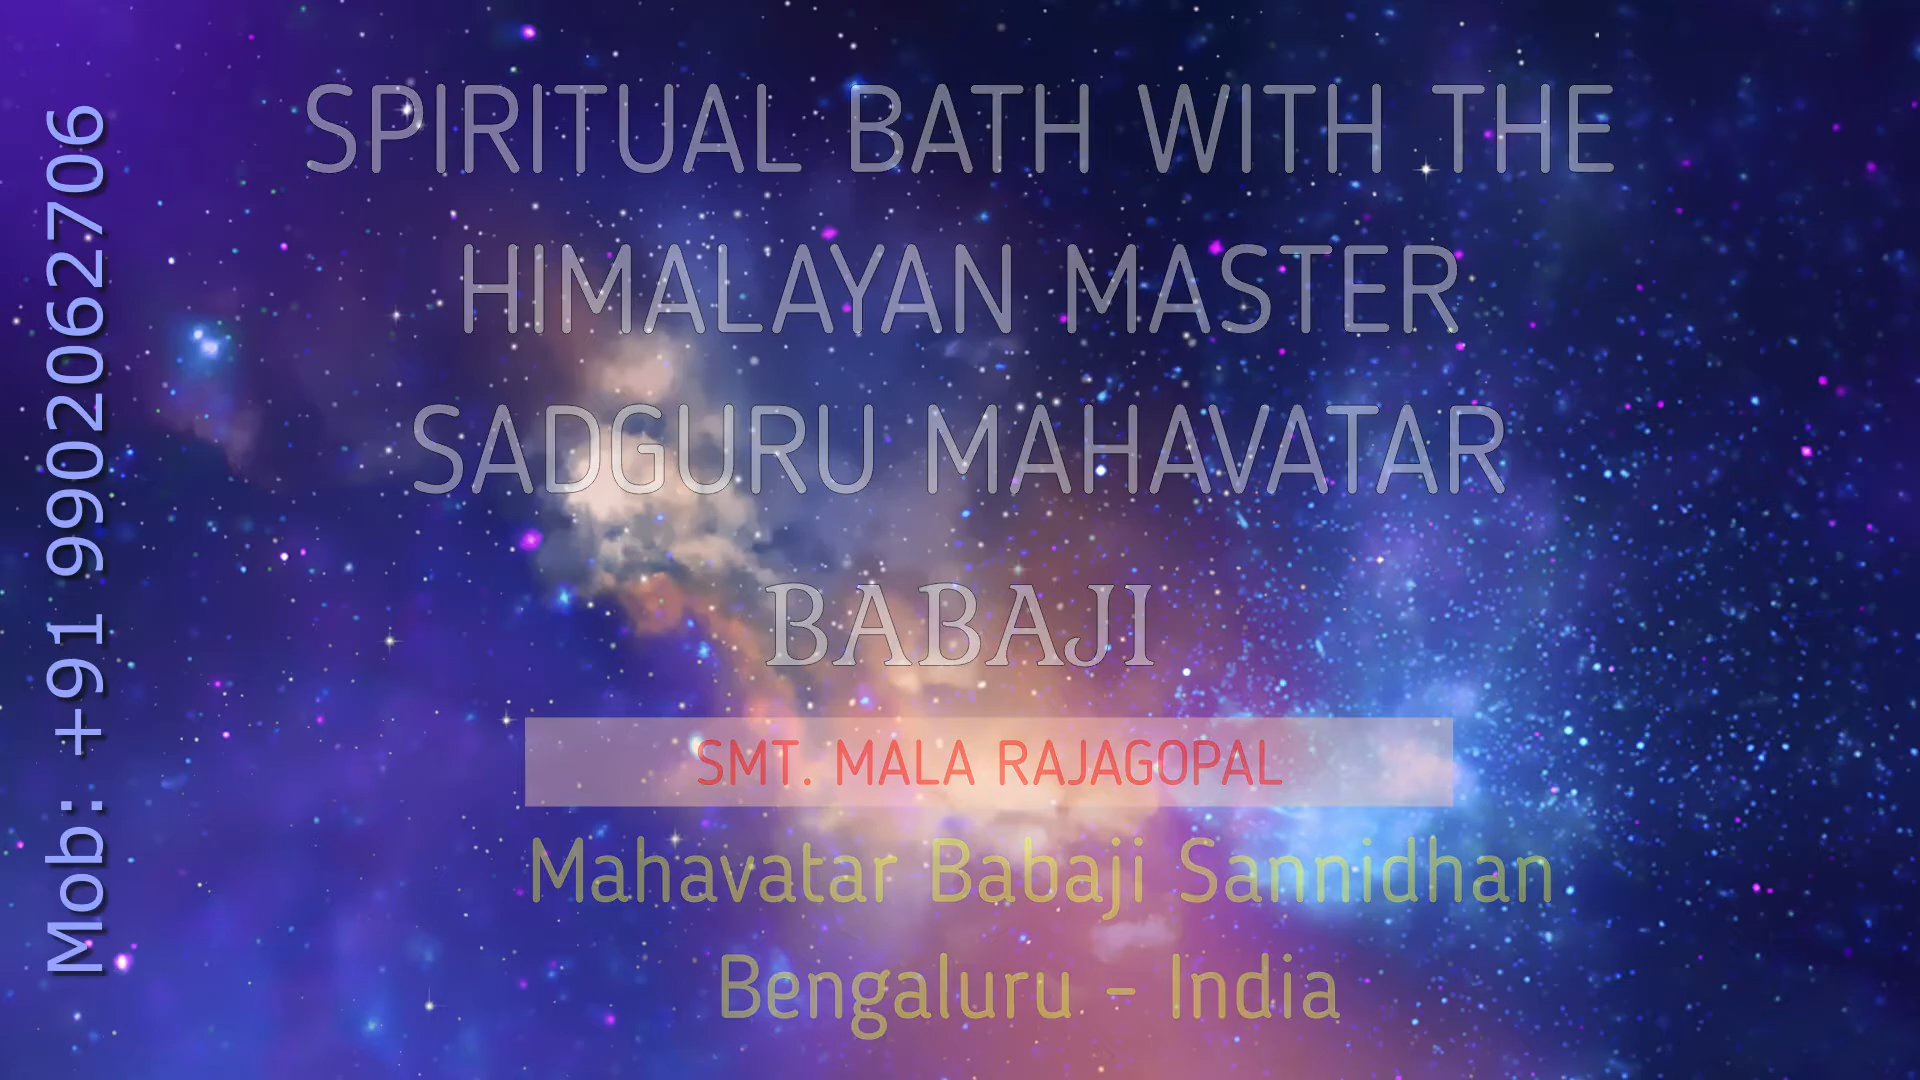 SPIRITUAL BATH WITH THE
HIMALAYAN MASTER
SADGURU MAHAVATAR
BABAJI
SMT. MALA RAJAGOPAL
Mahavatar Babaji Sannidhan
Bengaluru - India
Mob: +91 9902062706